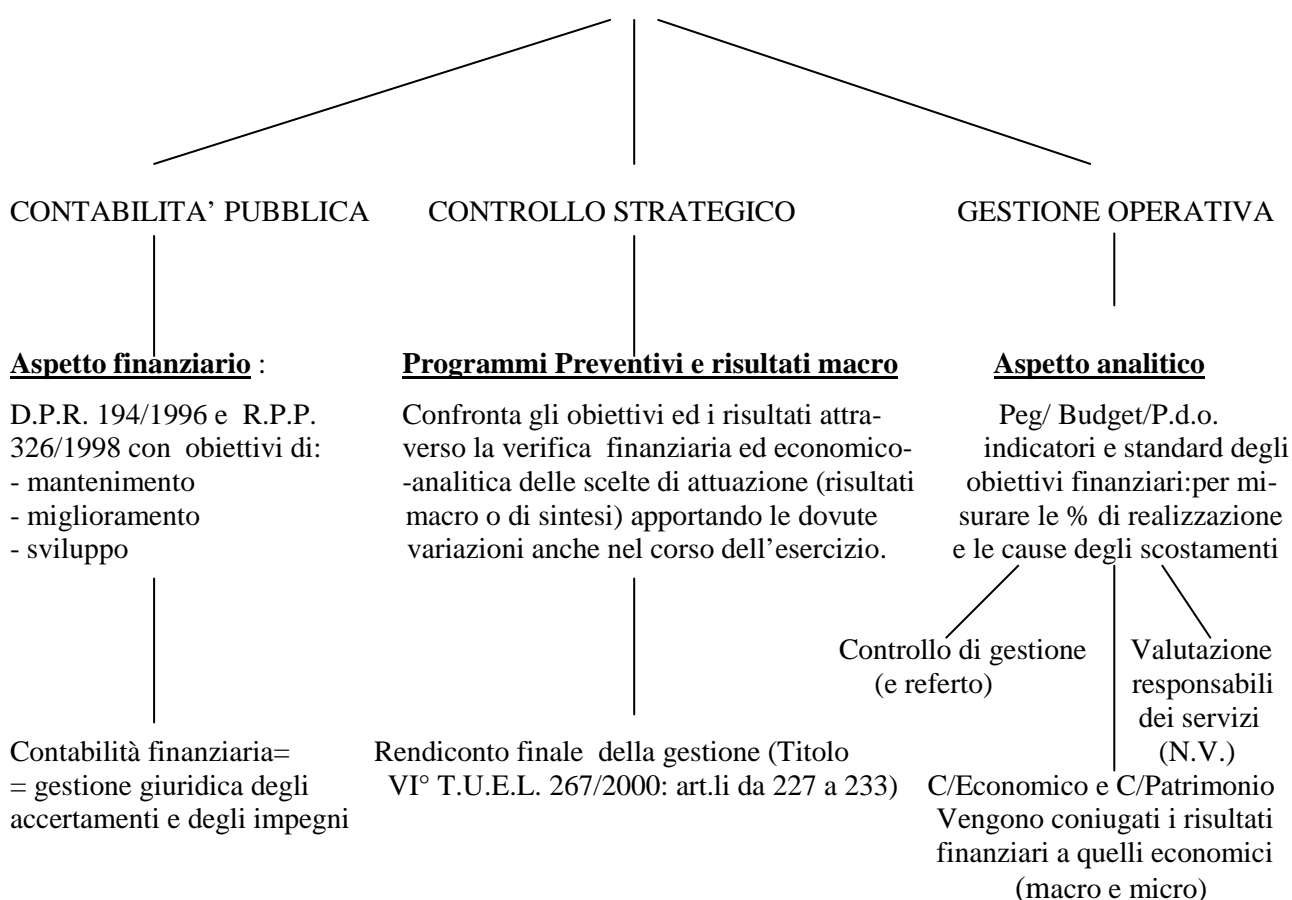 CONTABILITA’ PUBBLICA
CONTROLLO STRATEGICO
GESTIONE OPERATIVA
Aspetto finanziario :
D.P.R. 194/1996 e R.P.P.
326/1998 con obiettivi di:
- mantenimento
- miglioramento
- sviluppo
Contabilità finanziaria=
= gestione giuridica degli
accertamenti e degli impegni
Programmi Preventivi e risultati macro
Confronta gli obiettivi ed i risultati attra-
verso la verifica finanziaria ed economico-
-analitica delle scelte di attuazione (risultati
macro o di sintesi) apportando le dovute
variazioni anche nel corso dell’esercizio.
Rendiconto finale della gestione (Titolo
VI° T.U.E.L. 267/2000: art.li da 227 a 233)
Aspetto analitico
Peg/ Budget/P.d.o.
indicatori e standard degli
obiettivi finanziari:per mi-
surare le % di realizzazione
e le cause degli scostamenti
Controllo di gestione
(e referto)
Valutazione
responsabili
dei servizi
(N.V.)
C/Economico e C/Patrimonio
Vengono coniugati i risultati
finanziari a quelli economici
(macro e micro)